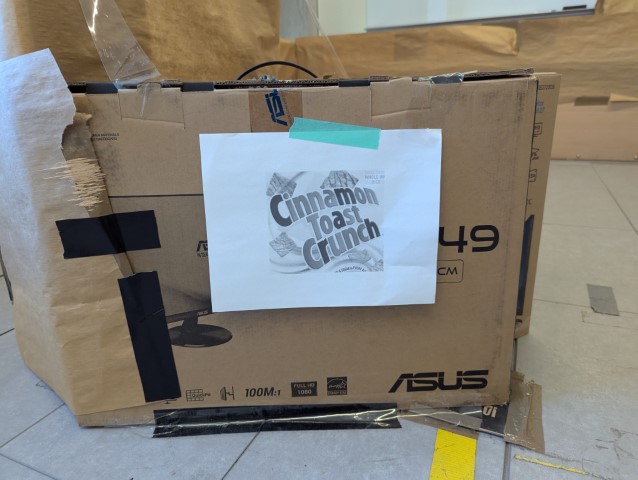 Cinnamon
Toast
Crunch
49
CM
100M:1
FULL HD
1080
ASUS